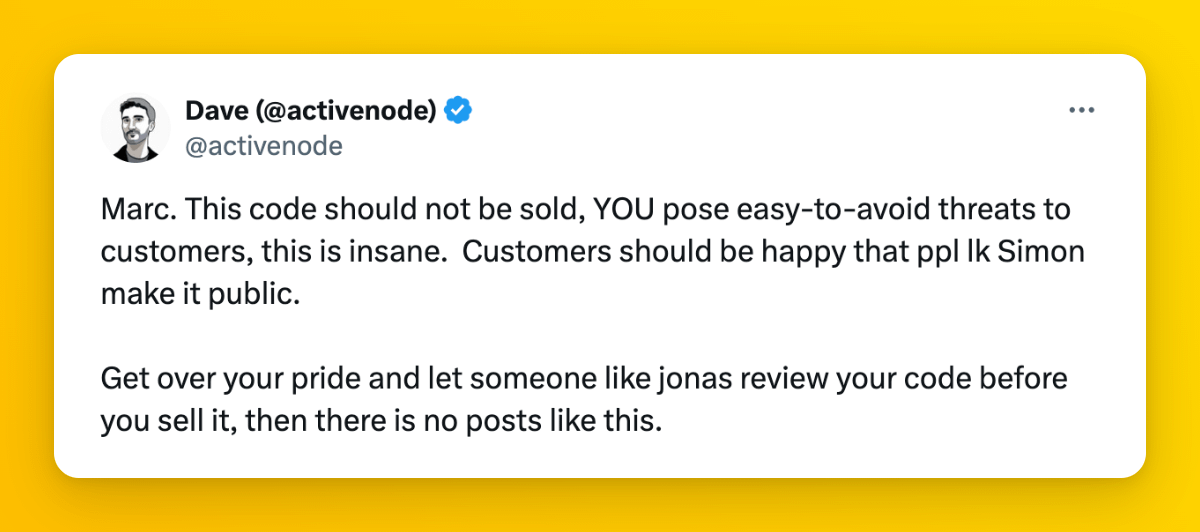 Dave (@activenode)
@activenode
Marc. This code should not be sold, YOU pose easy-to-avoid threats to
customers, this is insane.  Customers should be happy that ppl lk Simon
make it public.
Get over your pride and let someone like jonas review your code before
you sell it, then there is no posts like this.